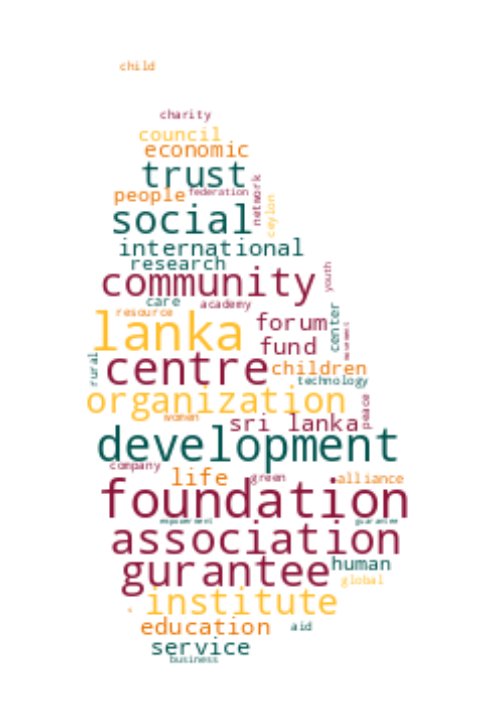 child
charity
council
economic
trust
people
federation
network
ceylon
social
international
research
youth
community
care
academy
resource
center
lanka
forum
fund
centre
rural
children
technology
organization
women
peace
sri lanka
development
company
life
green
alliance
foundation
empowerment
guarantee
association
gurantee
human
global
institute
education
aid
service
business